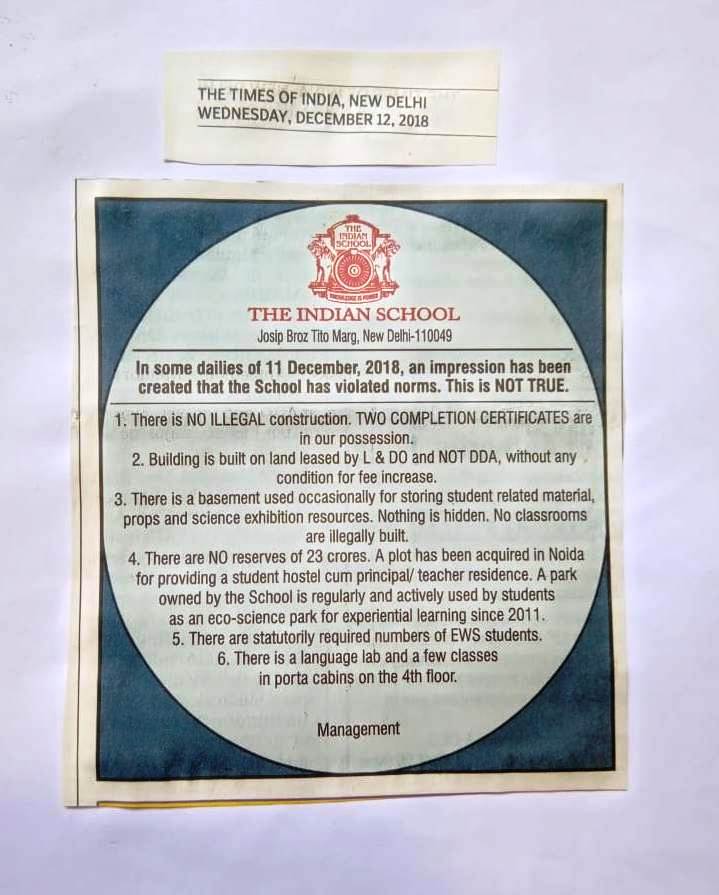 THE TIMES OF INDIA, NEW DELHI
WEDNESDAY, DECEMBER 12, 2018
THE
INDIAN
SCHOOL
KNOWLEDGE IS POWER
THE INDIAN SCHOOL
Josip Broz Tito Marg, New Delhi-110049
In some dailies of 11 December, 2018, an impression has been
created that the School has violated norms. This is NOT TRUE.
1. There is NO ILLEGAL construction. TWO COMPLETION CERTIFICATES are
in our possession.
2. Building is built on land leased by L & DO and NOT DDA, without any
condition for fee increase.
3. There is a basement used occasionally for storing student related material,
props and science exhibition resources. Nothing is hidden. No classrooms
are illegally built.
4. There are NO reserves of 23 crores. A plot has been acquired in Noida
for providing a student hostel cum principal/ teacher residence. A park
owned by the School is regularly and actively used by students
as an eco-science park for experiential learning since 2011.
5. There are statutorily required numbers of EWS students.
6. There is a language lab and a few classes
in porta cabins on the 4th floor.
Management